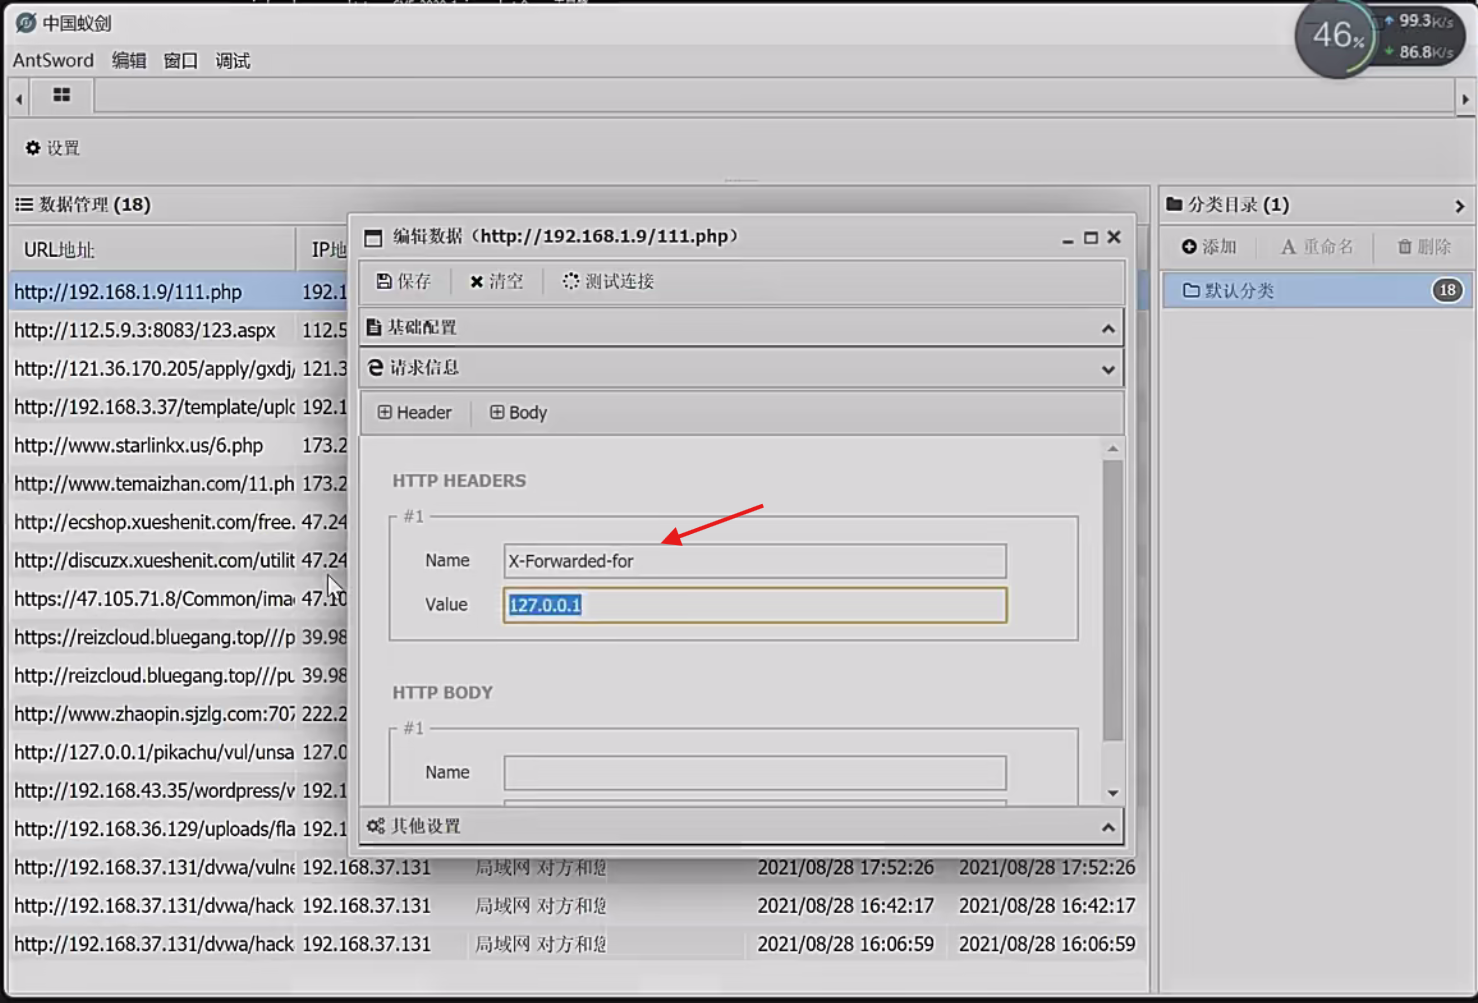 中国蚁剑
46%
99.3K/s
86.8K/s
AntSword 编辑 窗口 调试
设置
数据管理 (18)
URL地址 IP地
http://192.168.1.9/111.php 192.1
http://112.5.9.3:8083/123.aspx 112.5
http://121.36.170.205/apply/gxdj/ 121.3
http://192.168.3.37/template/uplo 192.1
http://www.starlinkx.us/6.php 173.2
http://www.temaizhan.com/11.ph 173.2
http://ecshop.xueshenit.com/free. 47.24
http://discuzx.xueshenit.com/utilit 47.24
https://47.105.71.8/Common/ima 47.10
https://reizcloud.bluegang.top///p 39.98
http://reizcloud.bluegang.top///pu 39.98
http://www.zhaopin.sjzlg.com:707 222.2
http://127.0.0.1/pikachu/vul/unsa 127.0
http://192.168.43.35/wordpress/w 192.1
http://192.168.36.129/uploads/fla 192.1
http://192.168.37.131/dvwa/vulne 192.168.37.131 局域网 对方和您 2021/08/28 17:52:26 2021/08/28 17:52:26
http://192.168.37.131/dvwa/hack 192.168.37.131 局域网 对方和您 2021/08/28 16:42:17 2021/08/28 16:42:17
http://192.168.37.131/dvwa/hack 192.168.37.131 局域网 对方和您 2021/08/28 16:06:59 2021/08/28 16:06:59
编辑数据（http://192.168.1.9/111.php）
保存 清空 测试连接
基础配置
请求信息
Header Body
HTTP HEADERS
#1
Name X-Forwarded-for
Value 127.0.0.1
HTTP BODY
#1
Name
其他设置
分类目录 (1)
添加 重命名 删除
默认分类 18